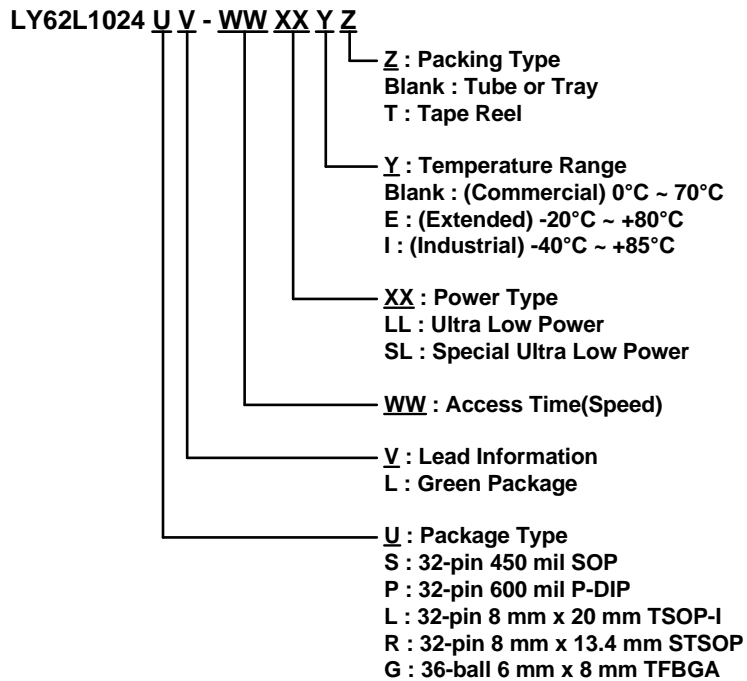 LY62L1024 U V - WW XX Y Z
Z : Packing Type
Blank : Tube or Tray
T : Tape Reel
Y : Temperature Range
Blank : (Commercial) 0°C ~ 70°C
E : (Extended) -20°C ~ +80°C
I : (Industrial) -40°C ~ +85°C
XX : Power Type
LL : Ultra Low Power
SL : Special Ultra Low Power
WW : Access Time(Speed)
V : Lead Information
L : Green Package
U : Package Type
S : 32-pin 450 mil SOP
P : 32-pin 600 mil P-DIP
L : 32-pin 8 mm x 20 mm TSOP-I
R : 32-pin 8 mm x 13.4 mm STSOP
G : 36-ball 6 mm x 8 mm TFBGA